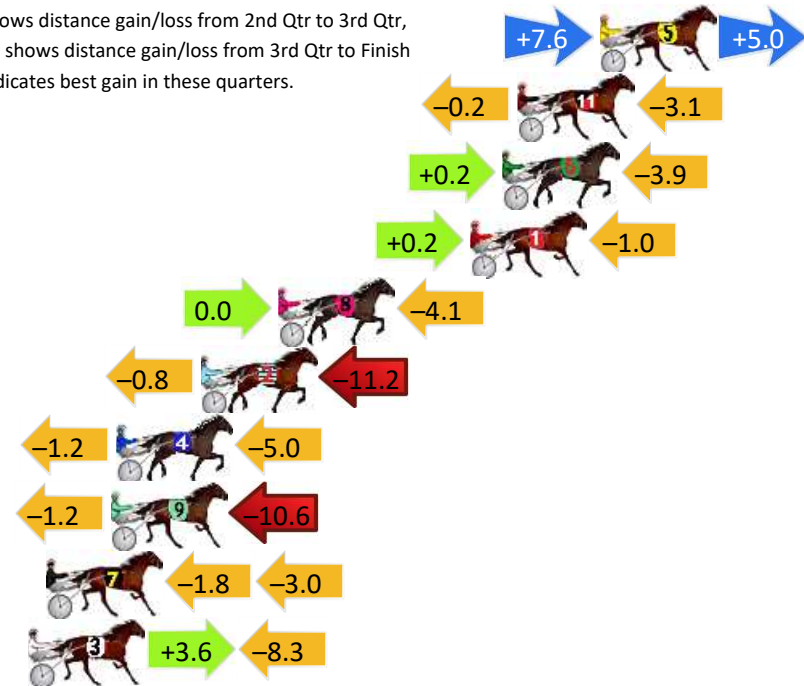 ows distance gain/loss from 2nd Qtr to 3rd Qtr,
shows distance gain/loss from 3rd Qtr to Finish
dicates best gain in these quarters.
+7.6 5 +5.0
–0.2 11 –3.1
+0.2 6 –3.9
+0.2 1 –1.0
0.0 8 –4.1
–0.8 2 –11.2
–1.2 4 –5.0
–1.2 9 –10.6
7 –1.8 –3.0
3 +3.6 –8.3